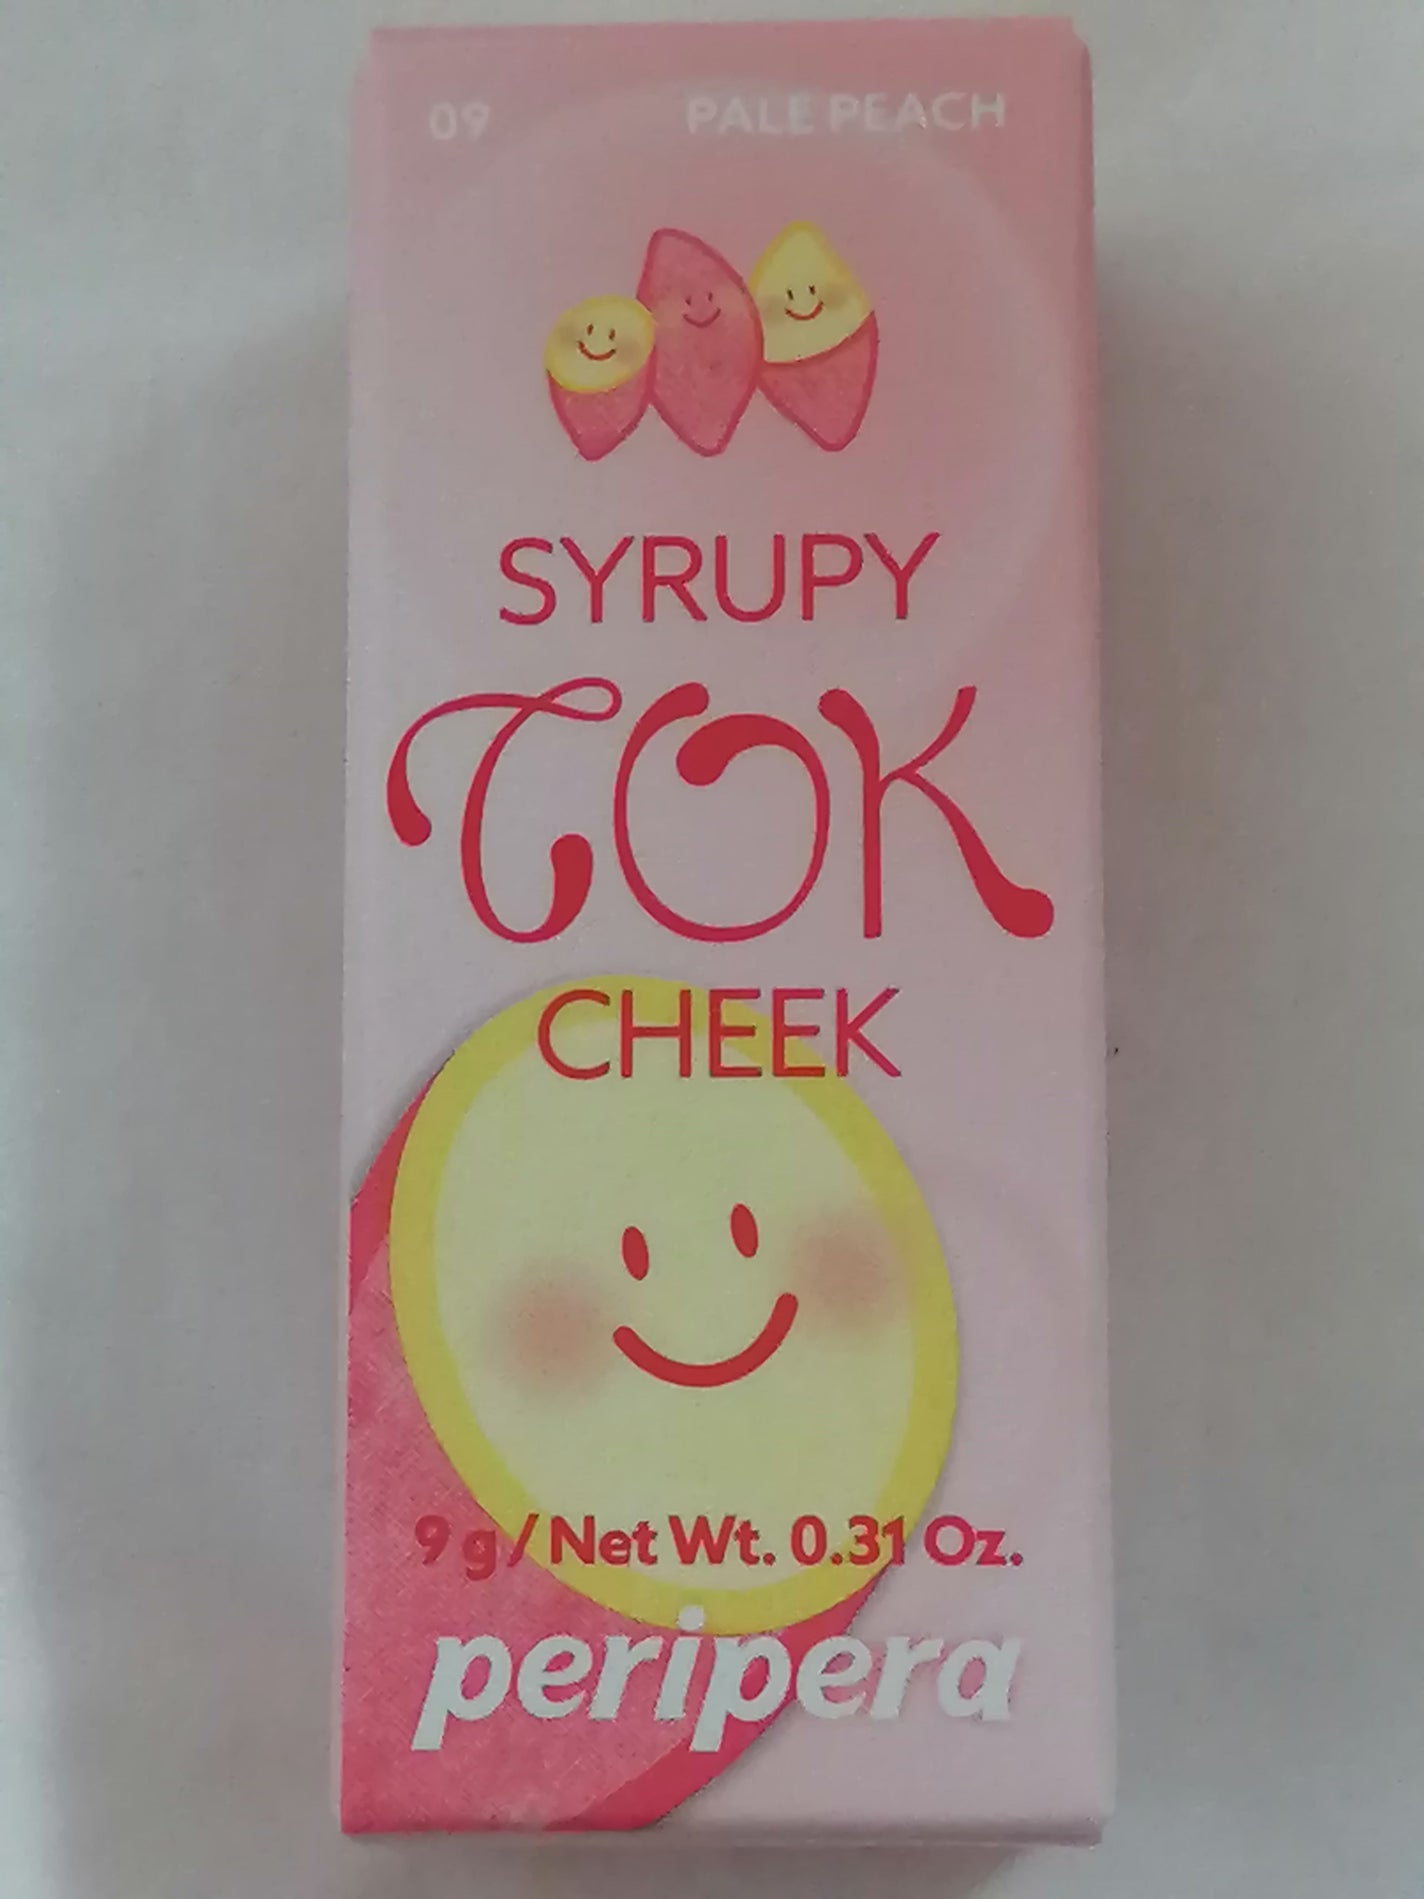 09 PALE PEACH
SYRUPY
TOK
CHEEK
9 g / Net Wt. 0.31 Oz.
peripera